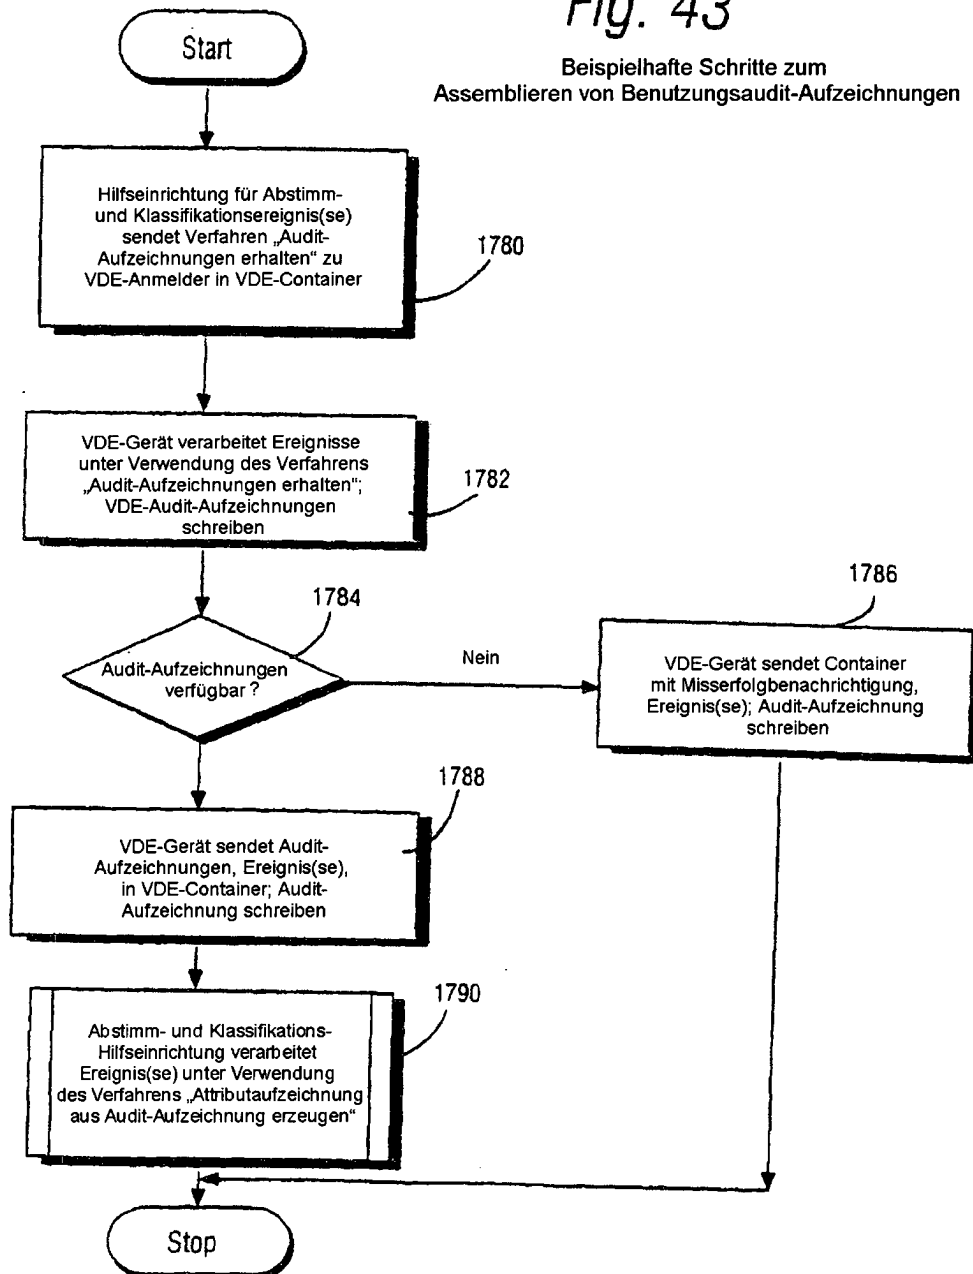 Fig. 43
Start
Beispielhafte Schritte zum
Assemblieren von Benutzungsaudit-Aufzeichnungen
Hilfseinrichtung für Abstimm-
und Klassifikationsereignis(se)
sendet Verfahren „Audit-
Aufzeichnungen erhalten“ zu
VDE-Anmelder in VDE-Container
1780
VDE-Gerät verarbeitet Ereignisse
unter Verwendung des Verfahrens
„Audit-Aufzeichnungen erhalten“;
VDE-Audit-Aufzeichnungen
schreiben
1782
1784
Audit-Aufzeichnungen
verfügbar ?
Nein
1786
VDE-Gerät sendet Container
mit Misserfolgbenachrichtigung,
Ereignis(se); Audit-Aufzeichnung
schreiben
1788
VDE-Gerät sendet Audit-
Aufzeichnungen, Ereignis(se),
in VDE-Container; Audit-
Aufzeichnung schreiben
1790
Abstimm- und Klassifikations-
Hilfseinrichtung verarbeitet
Ereignis(se) unter Verwendung
des Verfahrens „Attributaufzeichnung
aus Audit-Aufzeichnung erzeugen“
Stop